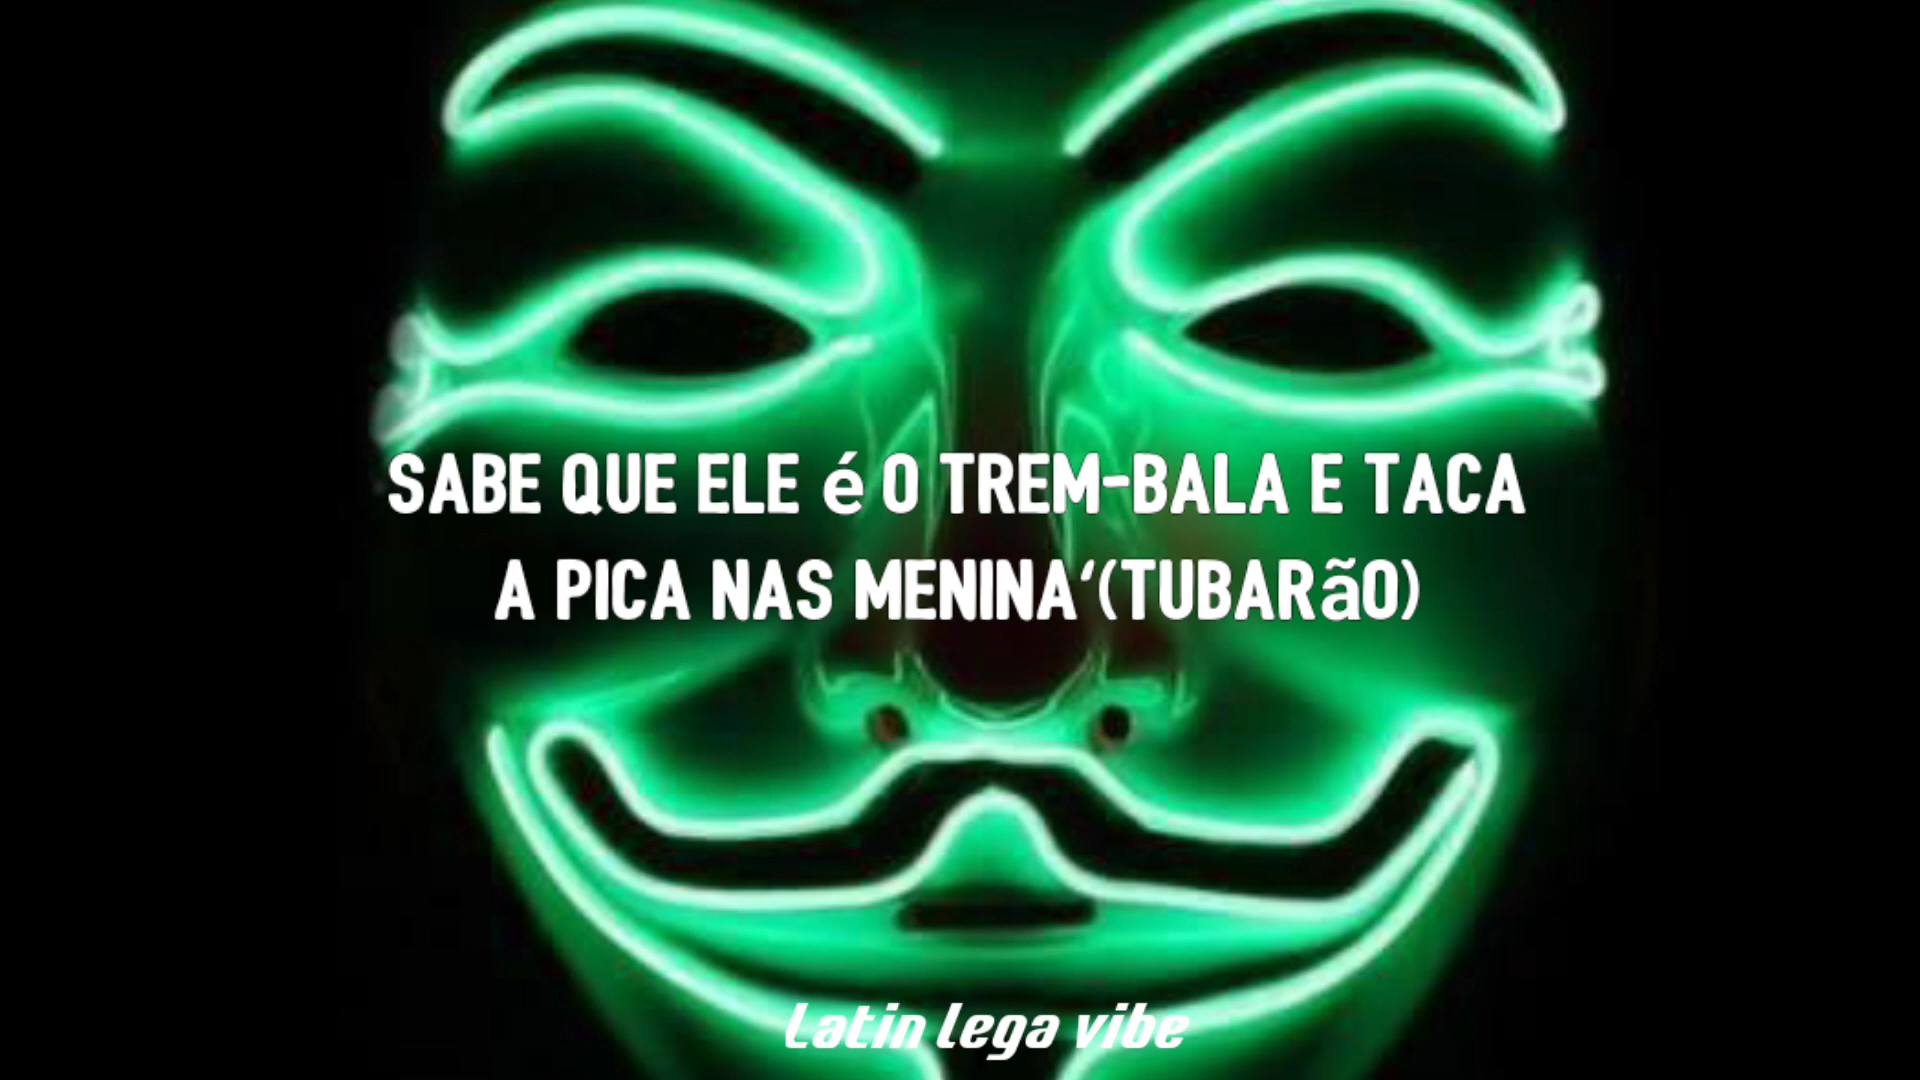 SABE QUE ELE é O TREM-BALA E TACA
A PICA NAS MENINA‘(TUBARãO)
Latin lega vibe